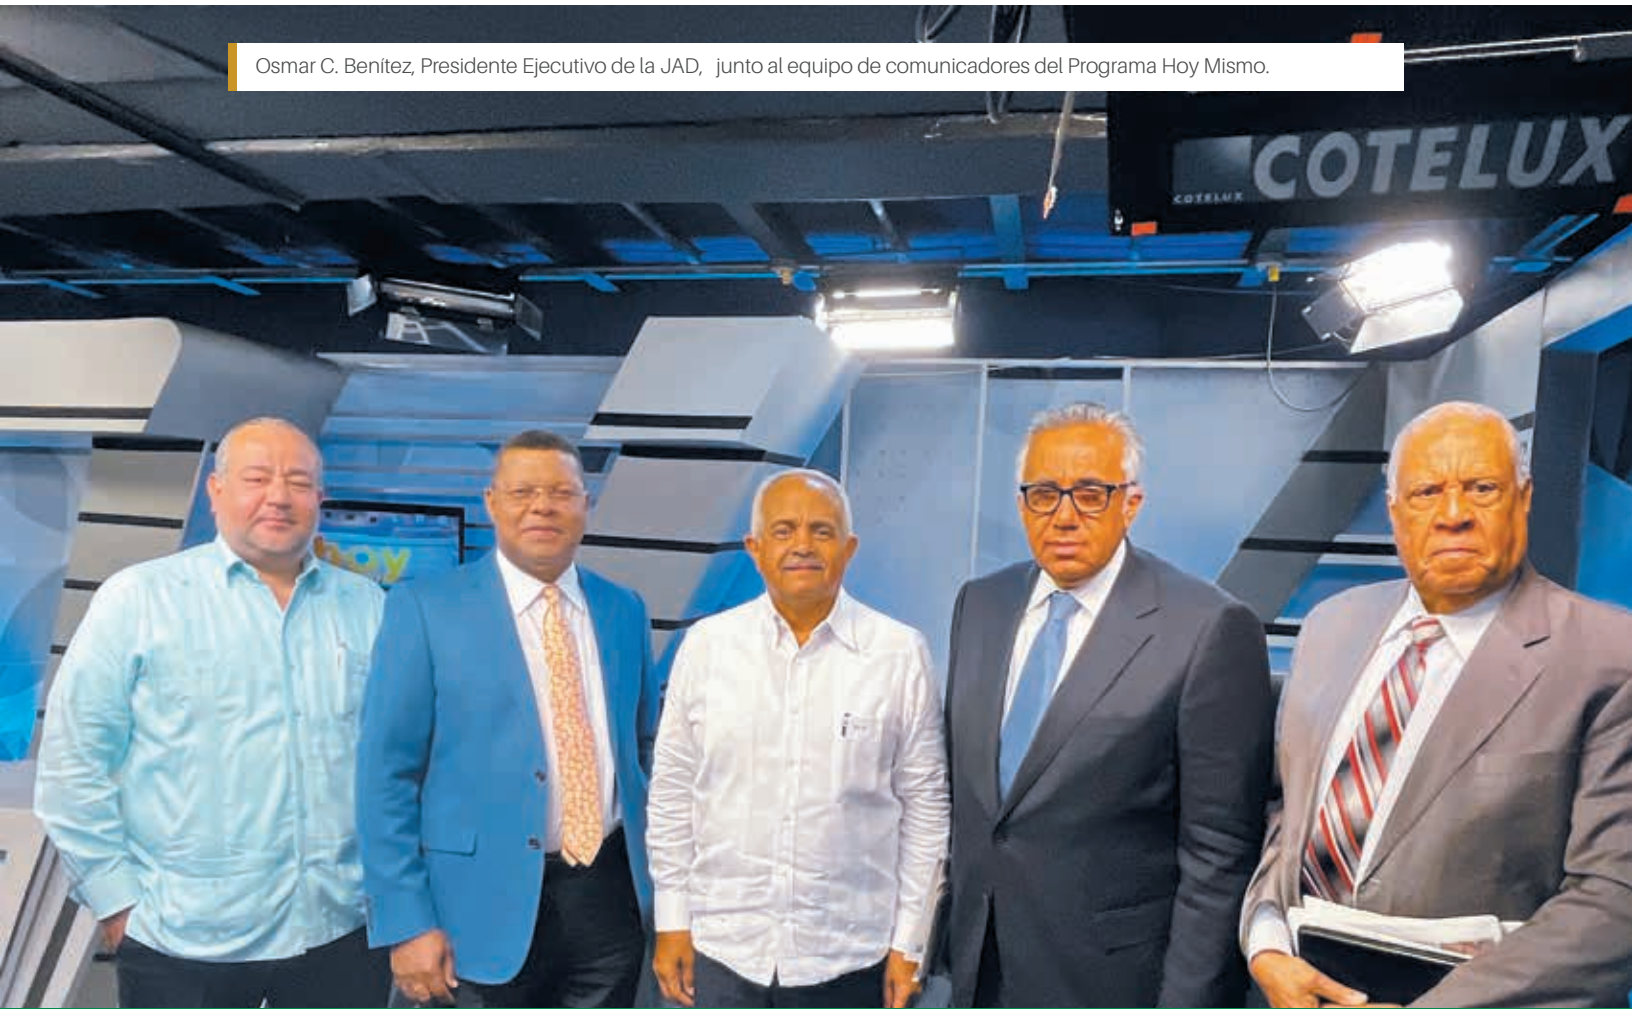 Osmar C. Benítez, Presidente Ejecutivo de la JAD, junto al equipo de comunicadores del Programa Hoy Mismo.
COTELUX
COTELUX
hoy